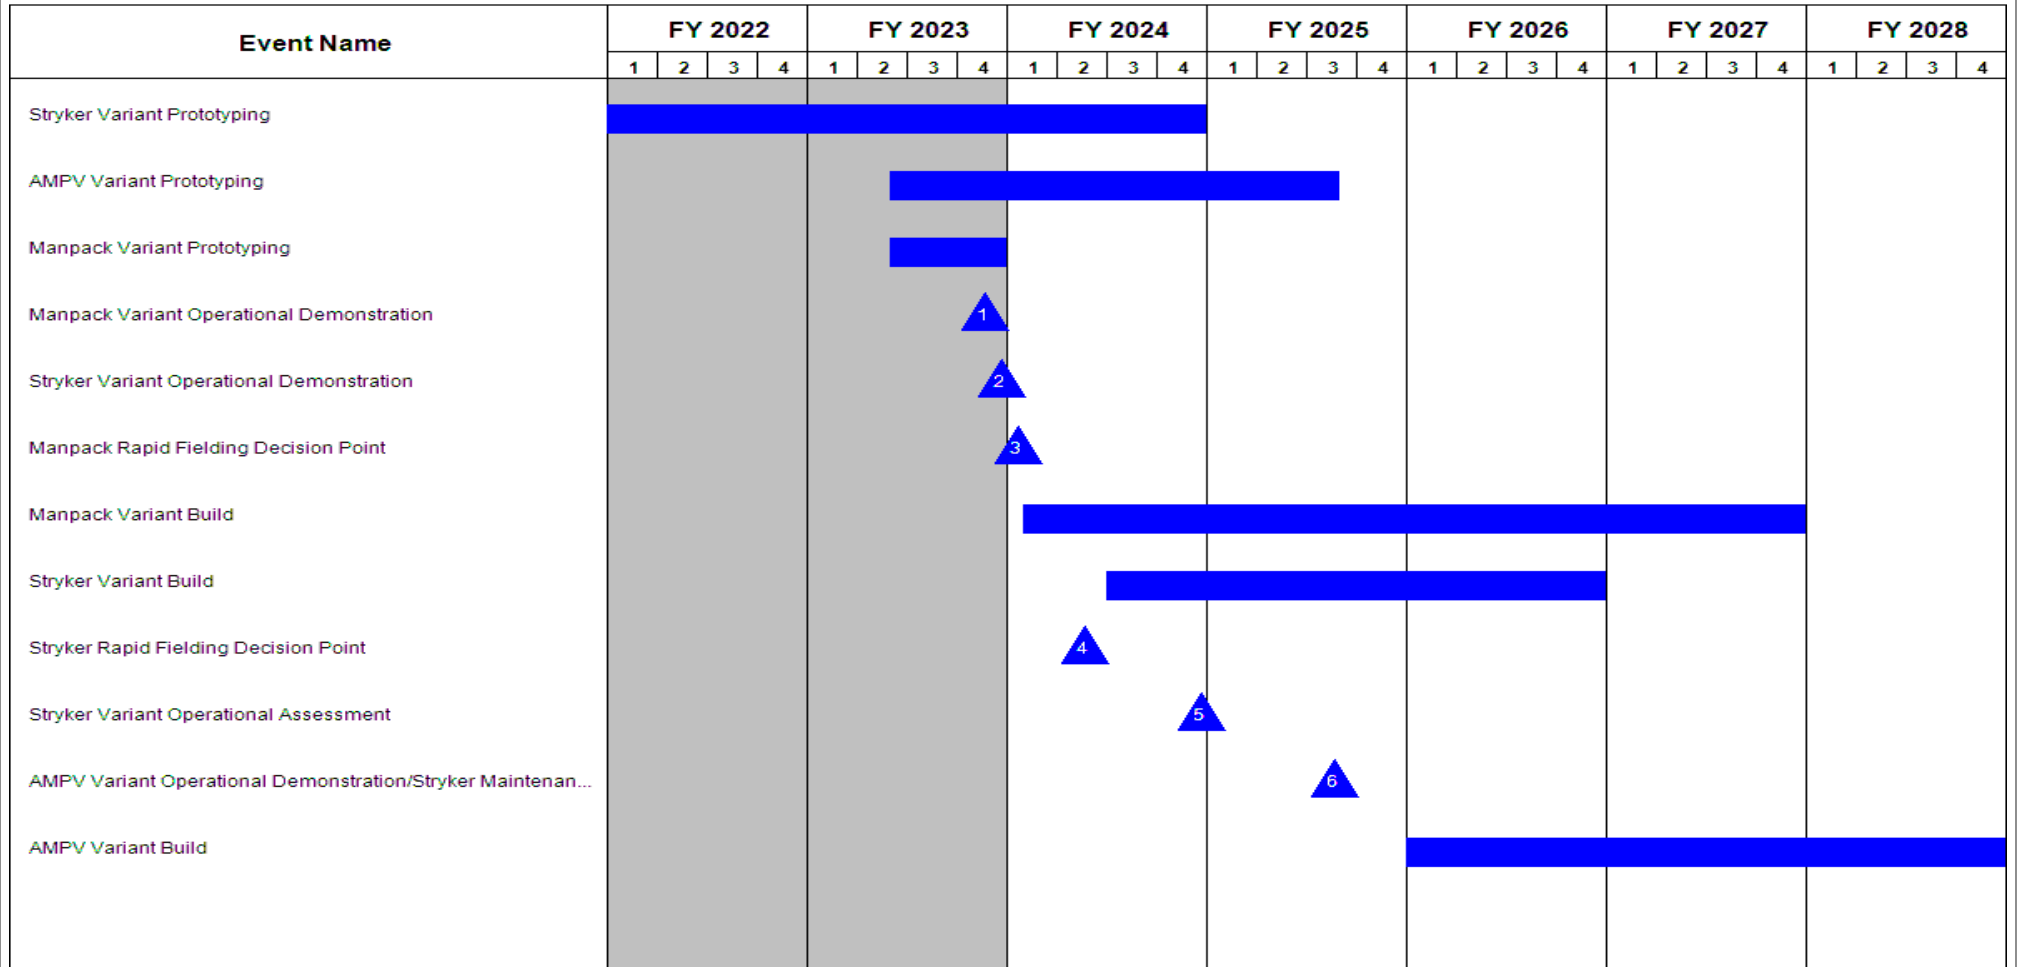 Event Name
FY 2022 FY 2023 FY 2024 FY 2025 FY 2026 FY 2027 FY 2028
1 2 3 4 1 2 3 4 1 2 3 4 1 2 3 4 1 2 3 4 1 2 3 4 1 2 3 4
Stryker Variant Prototyping
AMPV Variant Prototyping
Manpack Variant Prototyping
Manpack Variant Operational Demonstration 1
Stryker Variant Operational Demonstration 2
Manpack Rapid Fielding Decision Point 3
Manpack Variant Build
Stryker Variant Build
Stryker Rapid Fielding Decision Point 4
Stryker Variant Operational Assessment 5
AMPV Variant Operational Demonstration/Stryker Maintenan... 6
AMPV Variant Build